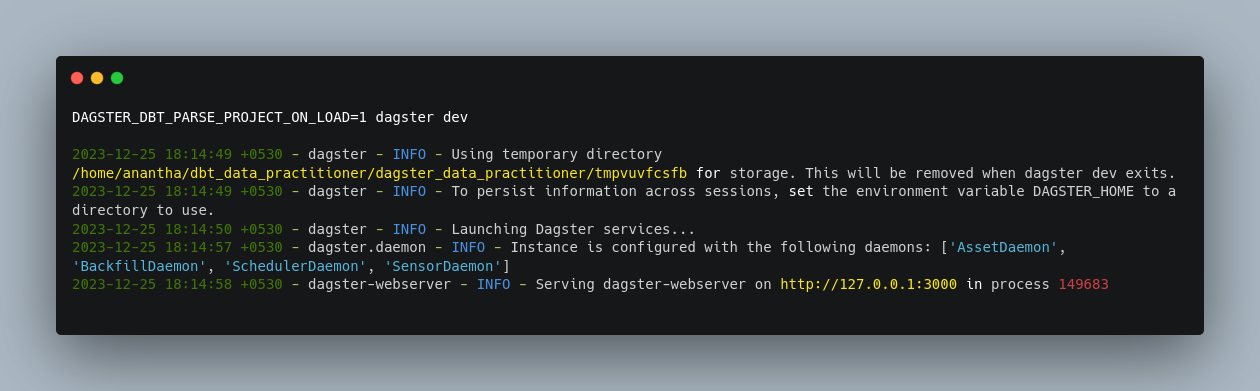 DAGSTER_DBT_PARSE_PROJECT_ON_LOAD=1 dagster dev
2023-12-25 18:14:49 +0530 - dagster - INFO - Using temporary directory
/home/anantha/dbt_data_practitioner/dagster_data_practitioner/tmpvuvfcsfb for storage. This will be removed when dagster dev exits.
2023-12-25 18:14:49 +0530 - dagster - INFO - To persist information across sessions, set the environment variable DAGSTER_HOME to a
directory to use.
2023-12-25 18:14:50 +0530 - dagster - INFO - Launching Dagster services...
2023-12-25 18:14:57 +0530 - dagster.daemon - INFO - Instance is configured with the following daemons: ['AssetDaemon',
'BackfillDaemon', 'SchedulerDaemon', 'SensorDaemon']
2023-12-25 18:14:58 +0530 - dagster-webserver - INFO - Serving dagster-webserver on http://127.0.0.1:3000 in process 149683